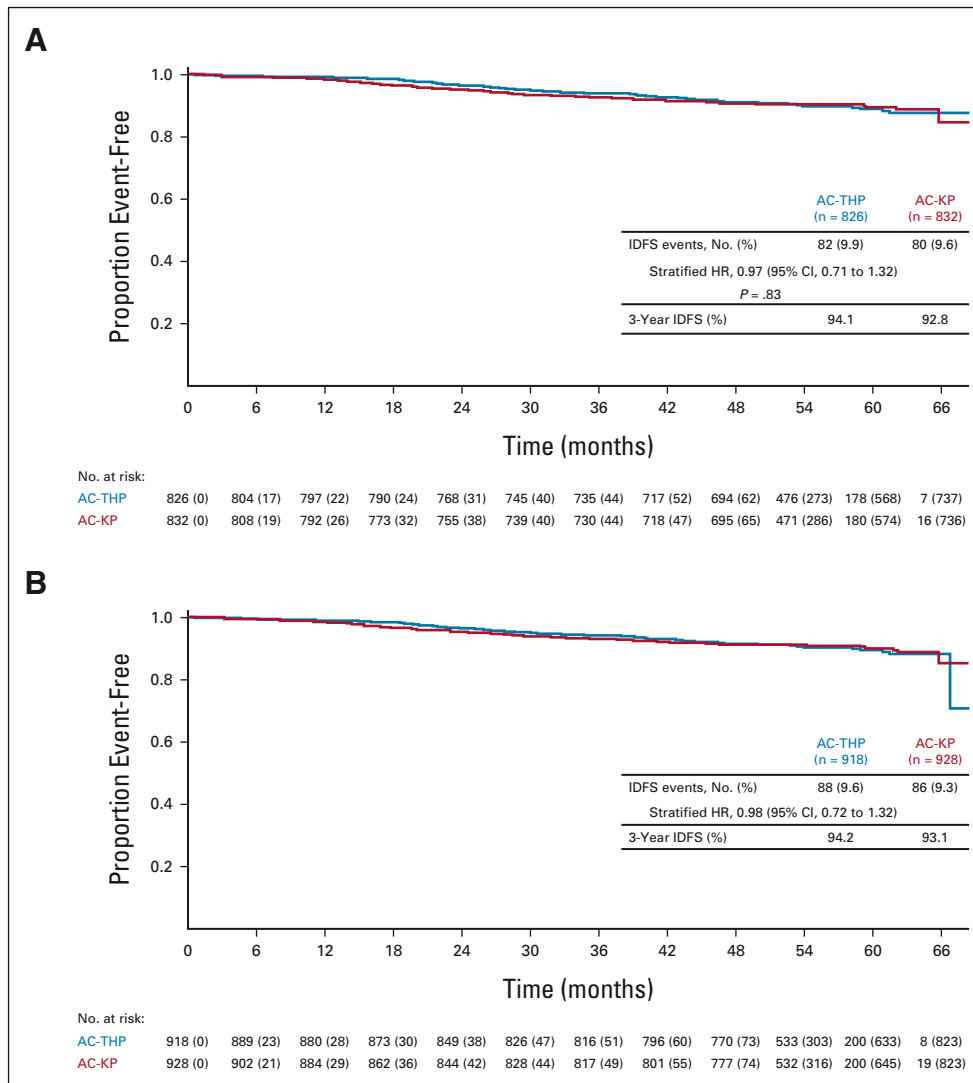 A
1.0
0.8
0.6
0.4
0.2
Proportion Event-Free
AC-THP AC-KP
(n = 826) (n = 832)
IDFS events, No. (%) 82 (9.9) 80 (9.6)
Stratified HR, 0.97 (95% CI, 0.71 to 1.32)
P = .83
3-Year IDFS (%) 94.1 92.8
0 6 12 18 24 30 36 42 48 54 60 66
Time (months)
No. at risk:
AC-THP 826 (0) 804 (17) 797 (22) 790 (24) 768 (31) 745 (40) 735 (44) 717 (52) 694 (62) 476 (273) 178 (568) 7 (737)
AC-KP 832 (0) 808 (19) 792 (26) 773 (32) 755 (38) 739 (40) 730 (44) 718 (47) 695 (65) 471 (286) 180 (574) 16 (736)
B
1.0
0.8
0.6
0.4
0.2
Proportion Event-Free
AC-THP AC-KP
(n = 918) (n = 928)
IDFS events, No. (%) 88 (9.6) 86 (9.3)
Stratified HR, 0.98 (95% CI, 0.72 to 1.32)
3-Year IDFS (%) 94.2 93.1
0 6 12 18 24 30 36 42 48 54 60 66
Time (months)
No. at risk:
AC-THP 918 (0) 889 (23) 880 (28) 873 (30) 849 (38) 826 (47) 816 (51) 796 (60) 770 (73) 533 (303) 200 (633) 8 (823)
AC-KP 928 (0) 902 (21) 884 (29) 862 (36) 844 (42) 828 (44) 817 (49) 801 (55) 777 (74) 532 (316) 200 (645) 19 (823)